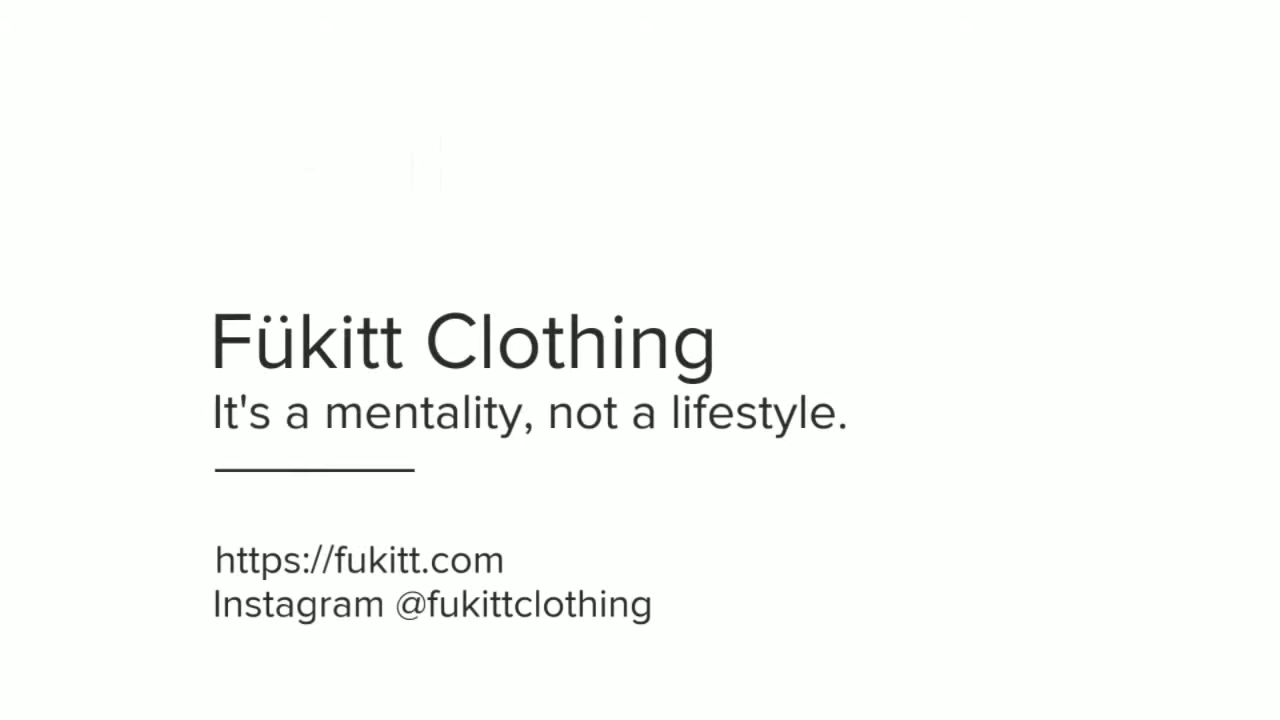 Fükitt Clothing
It's a mentality, not a lifestyle.
https://fukitt.com
Instagram @fukittclothing